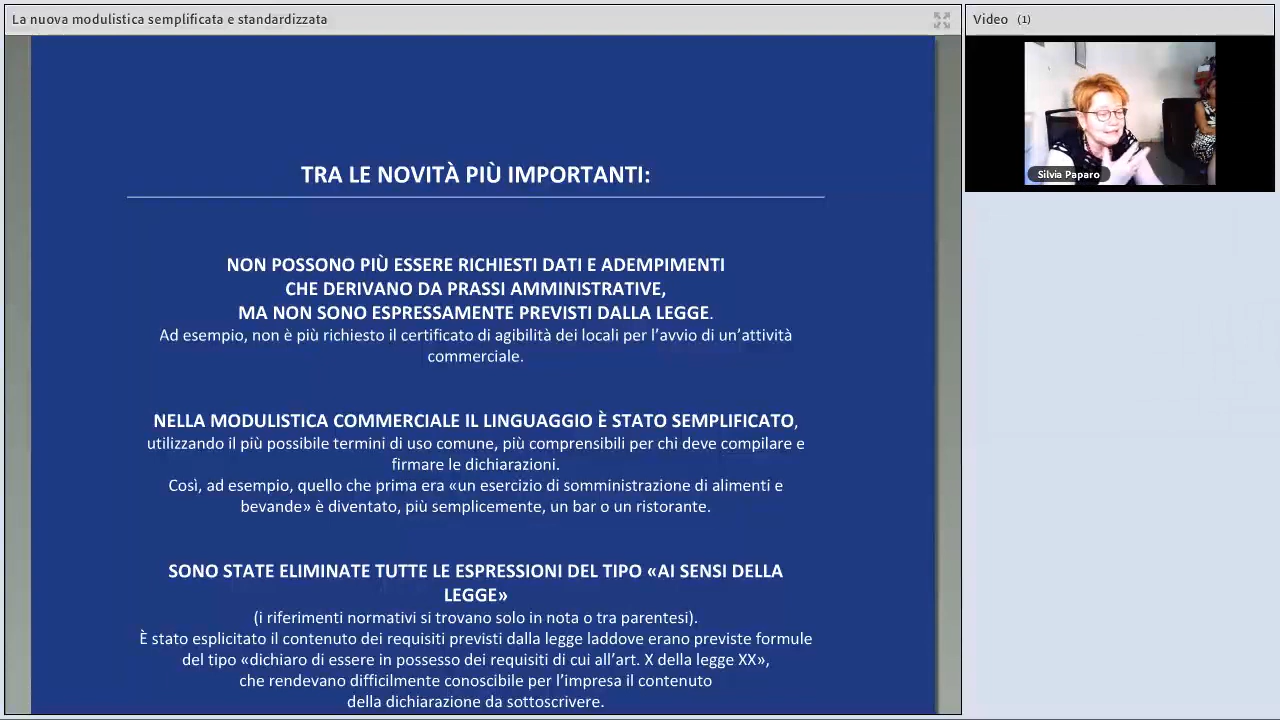 La nuova modulistica semplificata e standardizzata
Video (1)
Silvia Paparo
TRA LE NOVITÀ PIÙ IMPORTANTI:
NON POSSONO PIÙ ESSERE RICHIESTI DATI E ADEMPIMENTI
CHE DERIVANO DA PRASSI AMMINISTRATIVE,
MA NON SONO ESPRESSAMENTE PREVISTI DALLA LEGGE.
Ad esempio, non è più richiesto il certificato di agibilità dei locali per l’avvio di un’attività
commerciale.
NELLA MODULISTICA COMMERCIALE IL LINGUAGGIO È STATO SEMPLIFICATO,
utilizzando il più possibile termini di uso comune, più comprensibili per chi deve compilare e
firmare le dichiarazioni.
Così, ad esempio, quello che prima era «un esercizio di somministrazione di alimenti e
bevande» è diventato, più semplicemente, un bar o un ristorante.
SONO STATE ELIMINATE TUTTE LE ESPRESSIONI DEL TIPO «AI SENSI DELLA
LEGGE»
(i riferimenti normativi si trovano solo in nota o tra parentesi).
È stato esplicitato il contenuto dei requisiti previsti dalla legge laddove erano previste formule
del tipo «dichiaro di essere in possesso dei requisiti di cui all’art. X della legge XX»,
che rendevano difficilmente conoscibile per l’impresa il contenuto
della dichiarazione da sottoscrivere.